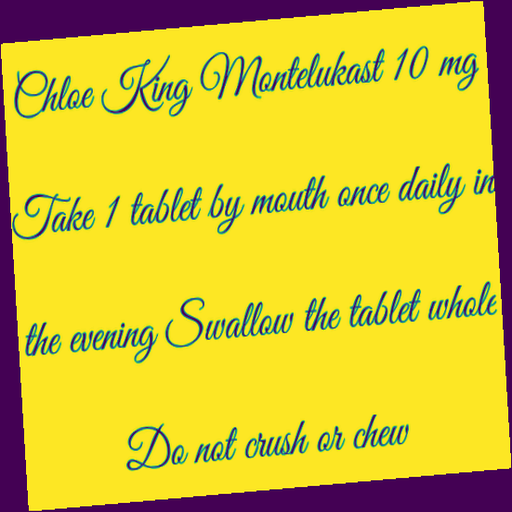 Chloe King Montelukast 10 mg
Take 1 tablet by mouth once daily in
the evening Swallow the tablet whole
Do not crush or chew